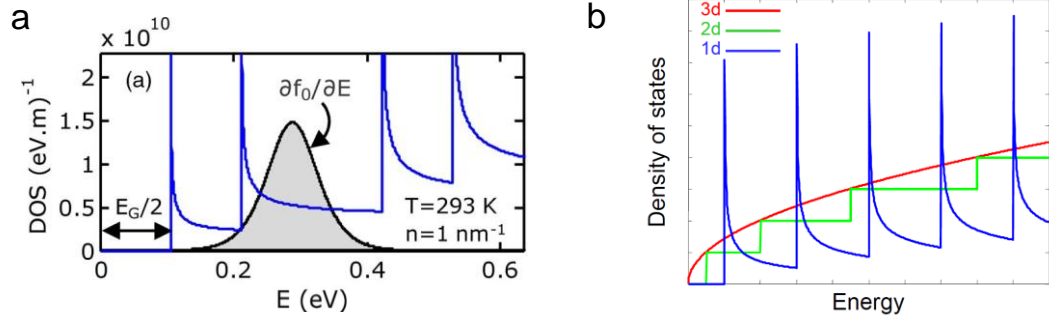 a
× 10¹⁰
2
1.5
1
0.5
0
DOS (eV.m)⁻¹
(a)
∂f₀/∂E
E_G/2
T=293 K
n=1 nm⁻¹
0
0.2
0.4
0.6
E (eV)
b
3d
2d
1d
Density of states
Energy